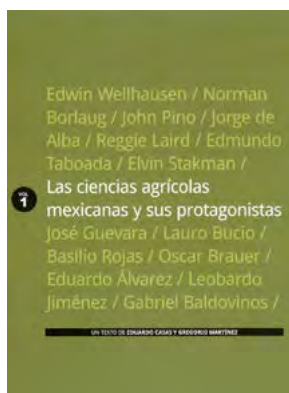 Edwin Wellhausen / Norman
Borlaug / John Pino / Jorge de
Alba / Reggie Laird / Edmundo
Taboada / Elvin Stakman /
VOL 1
Las ciencias agrícolas
mexicanas y sus protagonistas
José Guevara / Lauro Bucio /
Basilio Rojas / Oscar Brauer /
Eduardo Álvarez / Leobardo
Jiménez / Gabriel Baldovinos /
UN TEXTO DE EDUARDO CASAS Y GREGORIO MARTÍNEZ